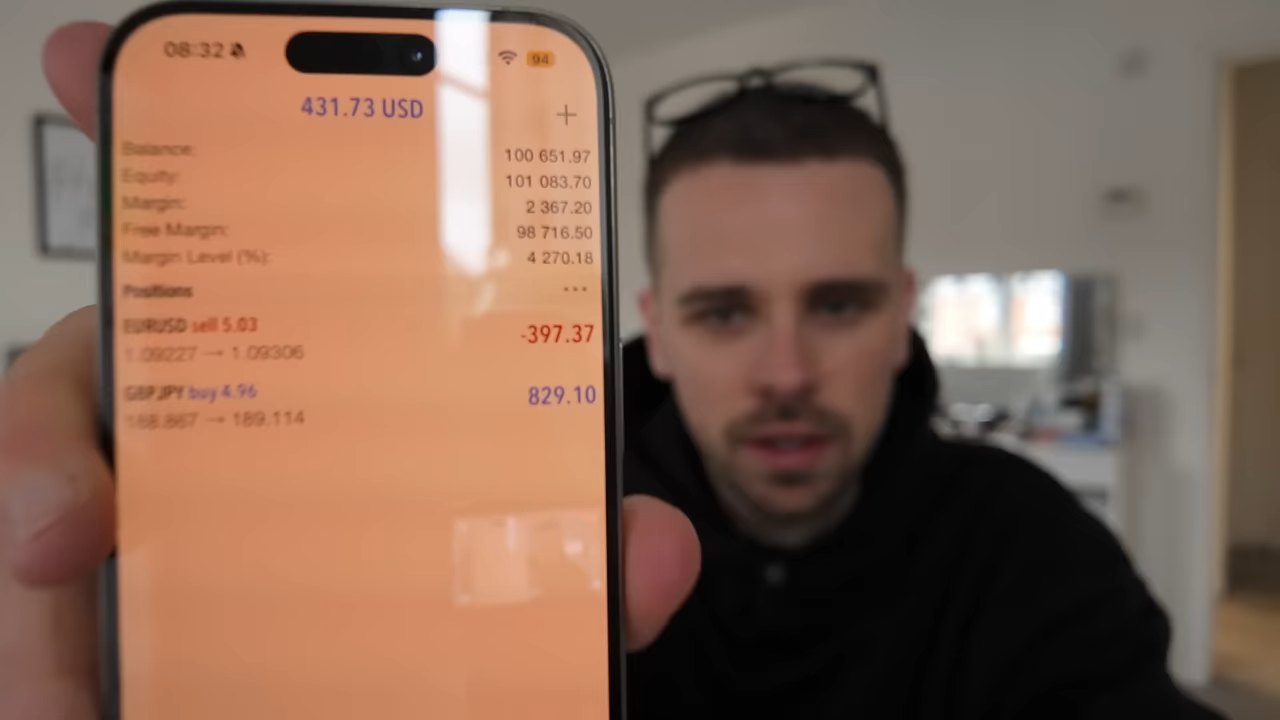 08:32 94
431.73 USD
Balance: 100 651.97
Equity: 101 083.70
Margin: 2 367.20
Free Margin: 98 716.50
Margin Level (%): 4 270.18
Positions
EURUSD sell 5.03 -397.37
1.09227 → 1.09306
GBPJPY buy 4.96 829.10
188.867 → 189.114